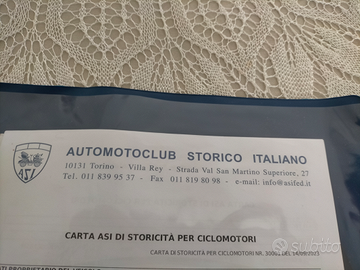 ASI
AUTOMOTOCLUB STORICO ITALIANO
10131 Torino - Villa Rey - Strada Val San Martino Superiore, 27
Tel. 011 839 95 37 - Fax 011 819 80 98 - e-mail: info@asifed.it
CARTA ASI DI STORICITÀ PER CICLOMOTORI
CARTA DI STORICITÀ PER CICLOMOTORI NR.
subito